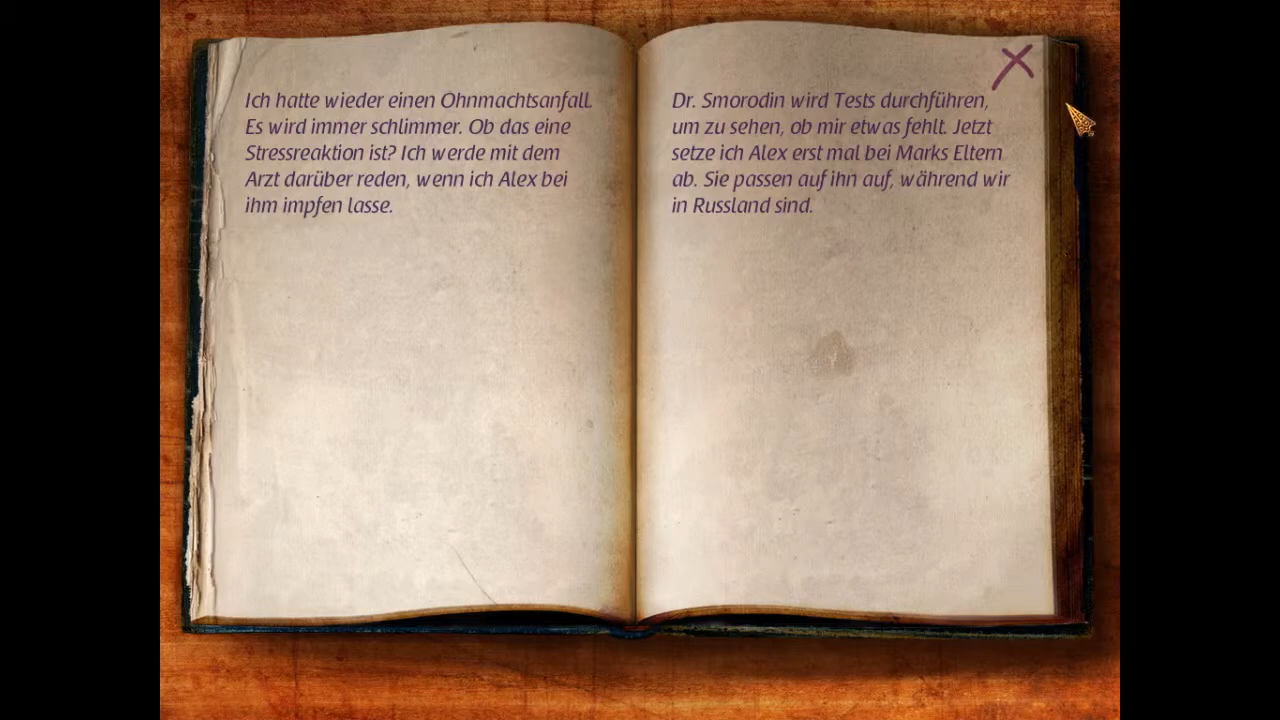 Ich hatte wieder einen Ohnmachtsanfall.
Es wird immer schlimmer. Ob das eine
Stressreaktion ist? Ich werde mit dem
Arzt darüber reden, wenn ich Alex bei
ihm impfen lasse.
Dr. Smorodin wird Tests durchführen,
um zu sehen, ob mir etwas fehlt. Jetzt
setze ich Alex erst mal bei Marks Eltern
ab. Sie passen auf ihn auf, während wir
in Russland sind.